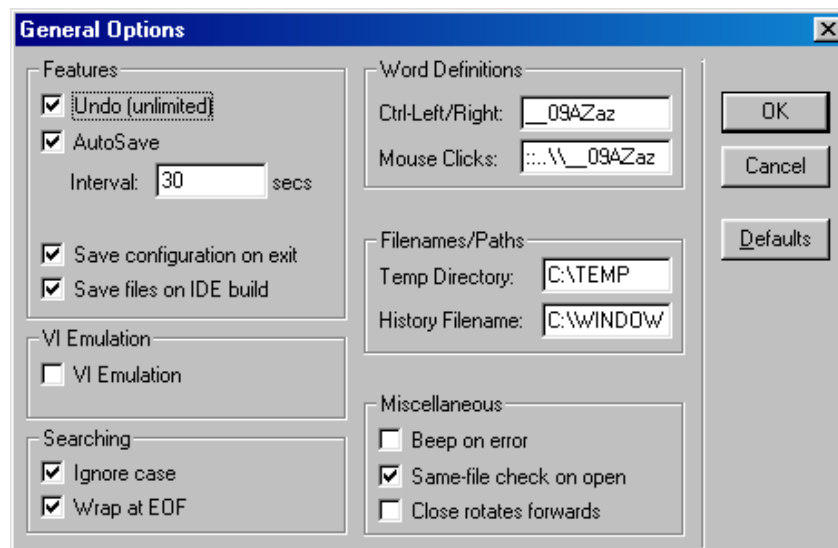 General Options
Features
Undo (unlimited)
AutoSave
Interval: 30 secs
Save configuration on exit
Save files on IDE build
VI Emulation
VI Emulation
Searching
Ignore case
Wrap at EOF
Word Definitions
Ctrl-Left/Right: __09AZaz
Mouse Clicks: ::..\\__09AZaz
Filenames/Paths
Temp Directory: C:\TEMP
History Filename: C:\WINDOW
Miscellaneous
Beep on error
Same-file check on open
Close rotates forwards
OK
Cancel
Defaults